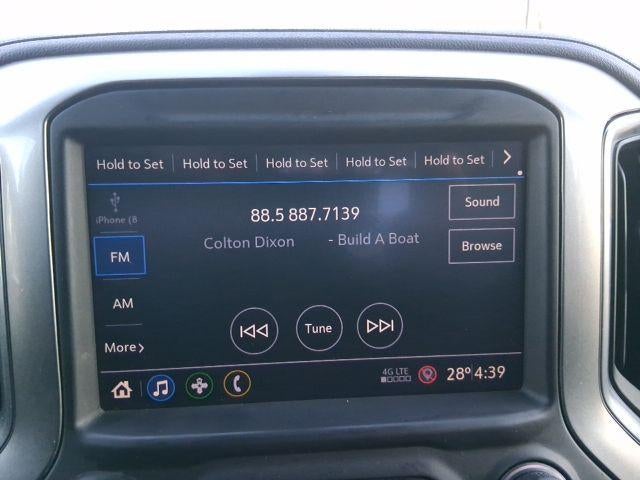 Hold to Set Hold to Set Hold to Set Hold to Set Hold to Set
iPhone (8
88.5 887.7139
Sound
Colton Dixon - Build A Boat
Browse
FM
AM
Tune
More
4G LTE
28° 4:39